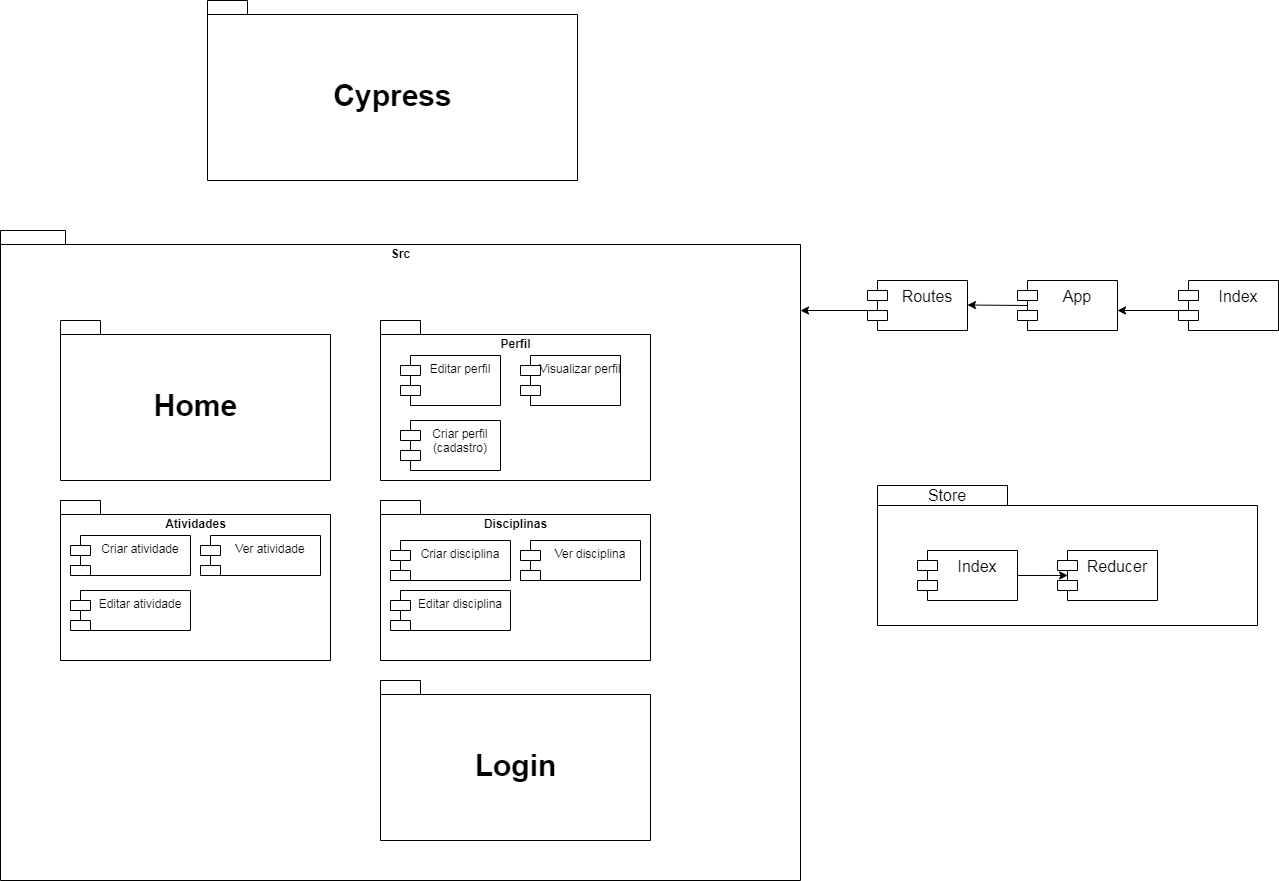 Cypress
Src
Routes
App
Index
Home
Perfil
Editar perfil
Visualizar perfil
Criar perfil
(cadastro)
Atividades
Criar atividade
Ver atividade
Editar atividade
Disciplinas
Criar disciplina
Ver disciplina
Editar disciplina
Store
Index
Reducer
Login